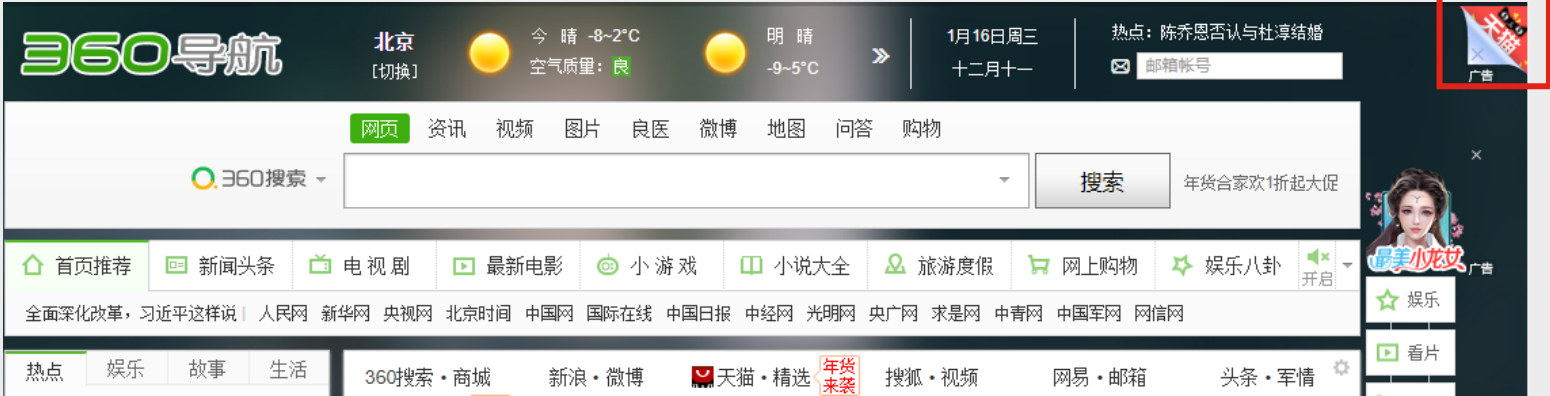 360导航
北京
[切换]
今 晴 -8~2°C
空气质量：良
明 晴
-9~5°C
»
1月16日周三
十二月十一
热点：陈乔恩否认与杜淳结婚
邮箱帐号
天猫
广告
网页 资讯 视频 图片 良医 微博 地图 问答 购物
360搜索
搜索
年货合家欢1折起大促
最美小龙女
广告
首页推荐 新闻头条 电视剧 最新电影 小游戏 小说大全 旅游度假 网上购物 娱乐八卦 开启
全面深化改革，习近平这样说 | 人民网 新华网 央视网 北京时间 中国网 国际在线 中国日报 中经网 光明网 央广网 求是网 中青网 中国军网 网信网
娱乐
看片
热点 娱乐 故事 生活
360搜索・商城 新浪・微博 天猫・精选 年货来袭 搜狐・视频 网易・邮箱 头条・军情